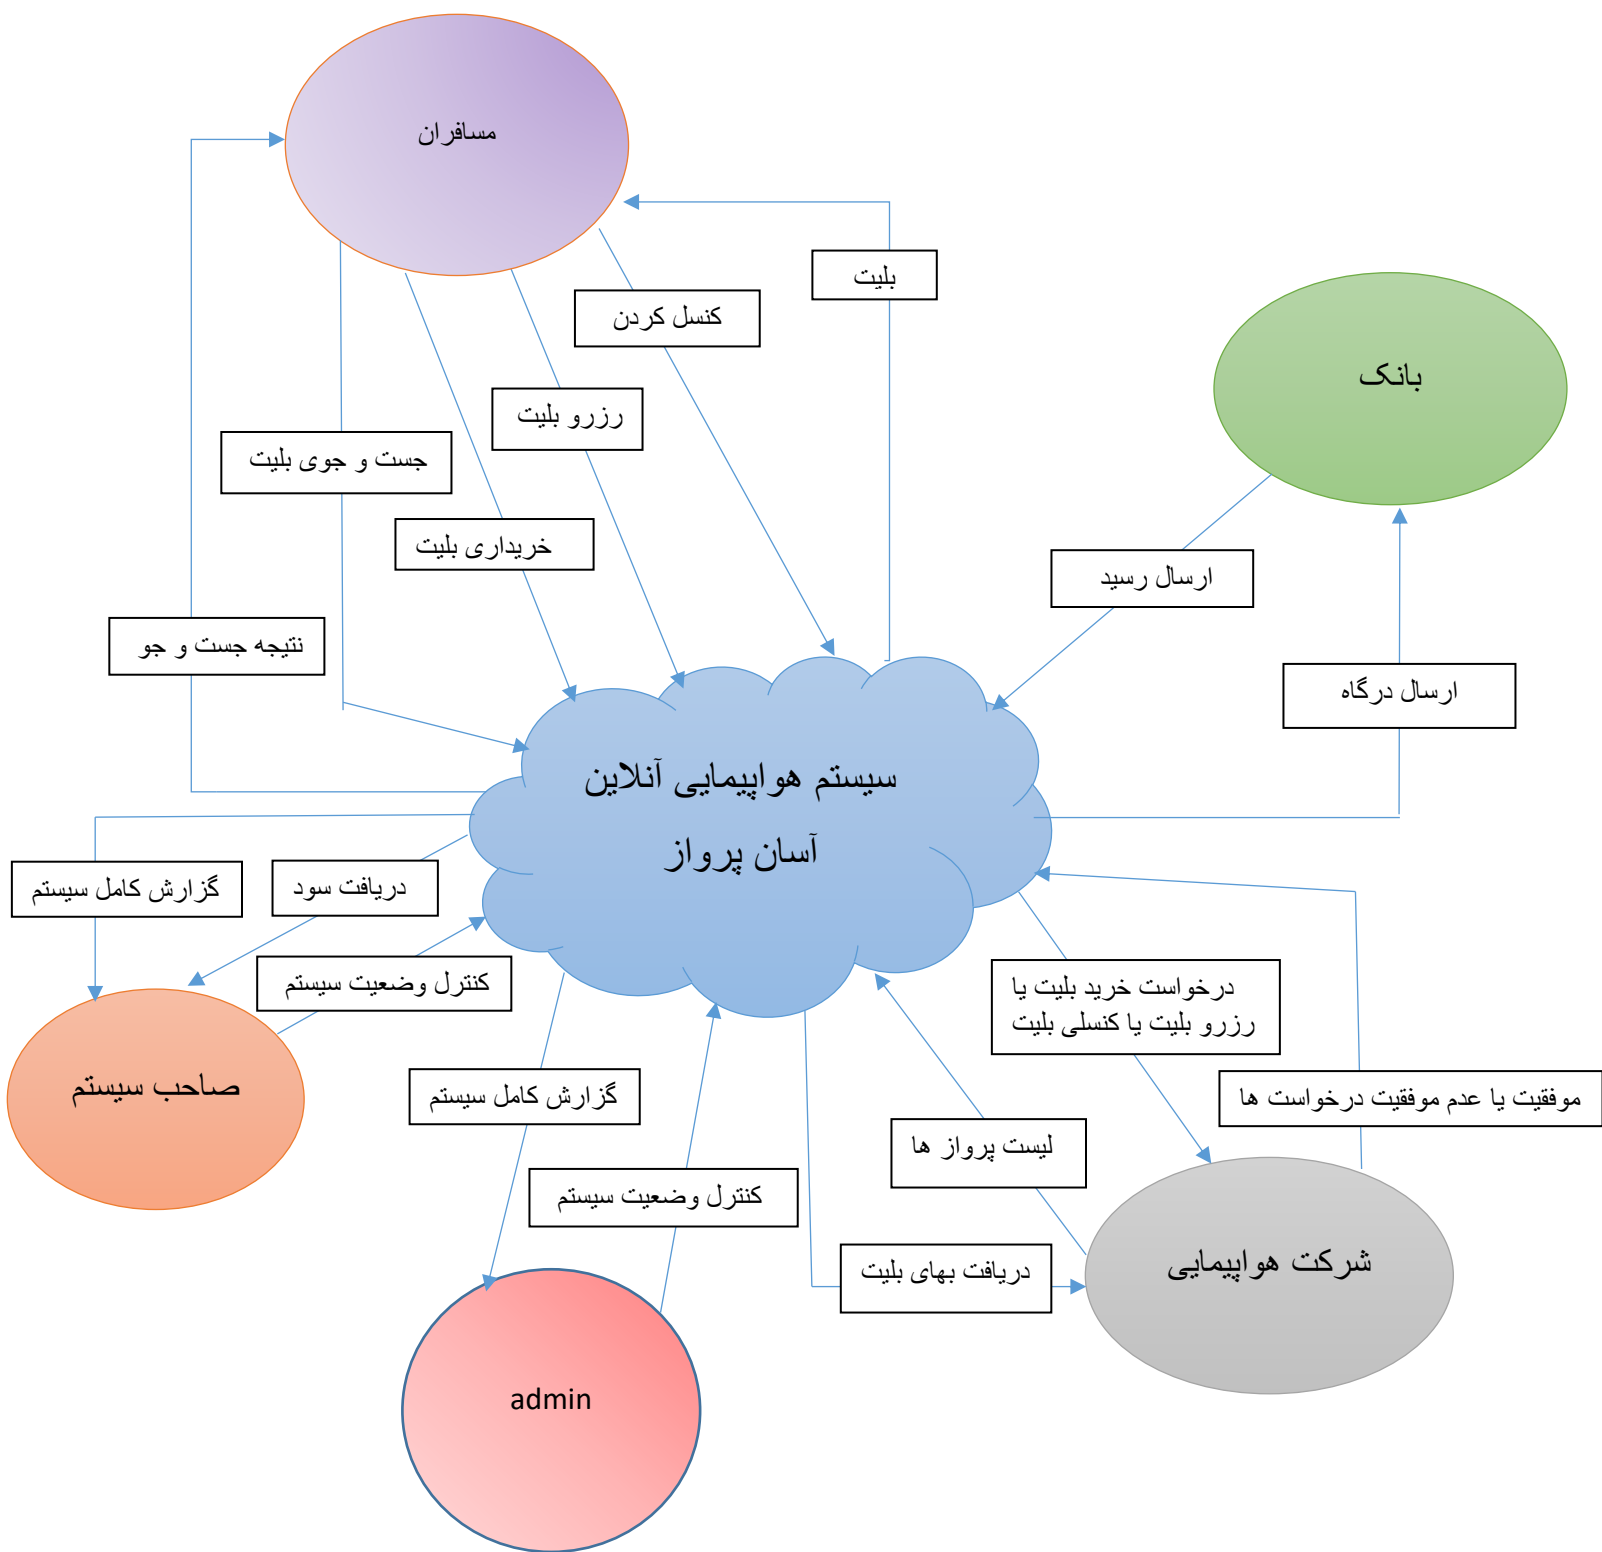 مسافران
بلیت
کنسل کردن
بانک
رزرو بلیت
جست و جوی بلیت
خریداری بلیت
ارسال رسید
نتیجه جست و جو
ارسال درگاه
سیستم هواپیمایی آنلاین
آسان پرواز
گزارش کامل سیستم
دریافت سود
کنترل وضعیت سیستم
درخواست خرید بلیت یا
رزرو بلیت یا کنسلی بلیت
صاحب سیستم
گزارش کامل سیستم
موفقیت یا عدم موفقیت درخواست ها
لیست پرواز ها
کنترل وضعیت سیستم
شرکت هواپیمایی
دریافت بهای بلیت
admin